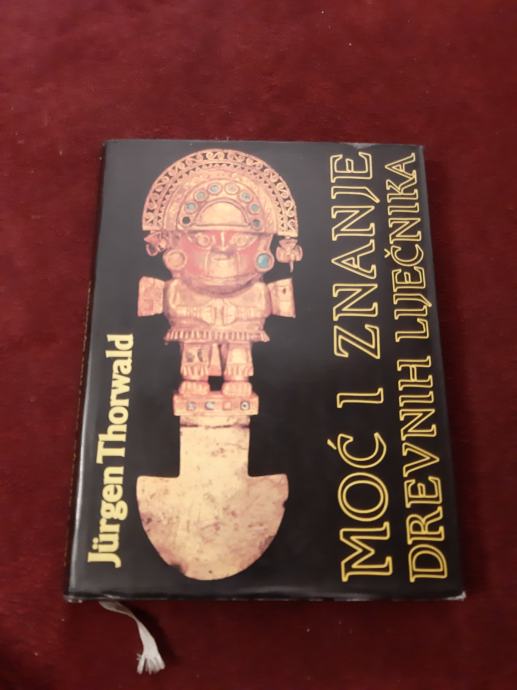 Jürgen Thorwald
MOĆ I ZNANJE
DREVNIH LIJEČNIKA